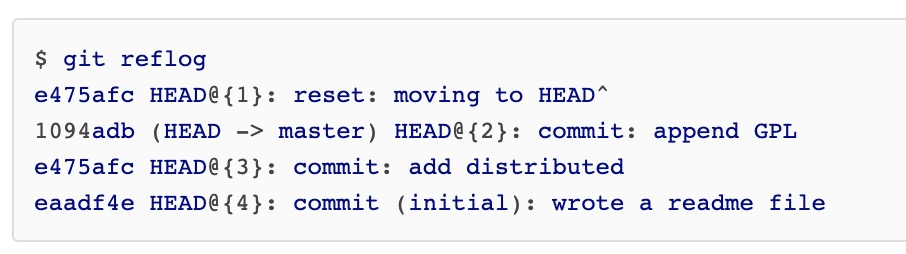 $ git reflog
e475afc HEAD@{1}: reset: moving to HEAD^
1094adb (HEAD -> master) HEAD@{2}: commit: append GPL
e475afc HEAD@{3}: commit: add distributed
eaadf4e HEAD@{4}: commit (initial): wrote a readme file